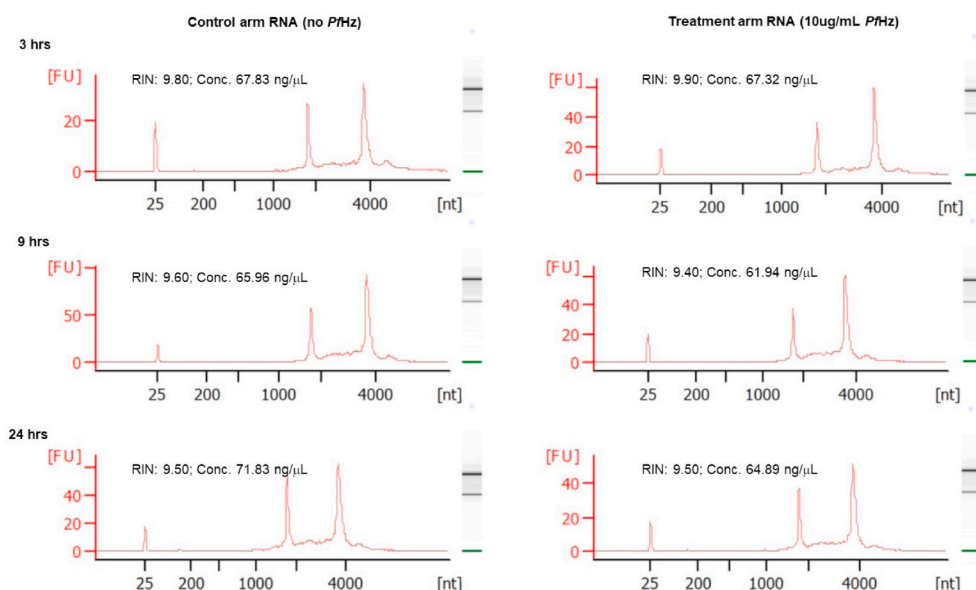 Control arm RNA (no PfHz)
Treatment arm RNA (10ug/mL PfHz)
3 hrs
[FU]
RIN: 9.80; Conc. 67.83 ng/µL
20
0
25 200 1000 4000 [nt]
[FU]
RIN: 9.90; Conc. 67.32 ng/µL
40
20
0
25 200 1000 4000 [nt]
9 hrs
[FU]
RIN: 9.60; Conc. 65.96 ng/µL
100
50
0
25 200 1000 4000 [nt]
[FU]
RIN: 9.40; Conc. 61.94 ng/µL
40
20
0
25 200 1000 4000 [nt]
24 hrs
[FU]
RIN: 9.50; Conc. 71.83 ng/µL
40
20
0
25 200 1000 4000 [nt]
[FU]
RIN: 9.50; Conc. 64.89 ng/µL
40
20
0
25 200 1000 4000 [nt]